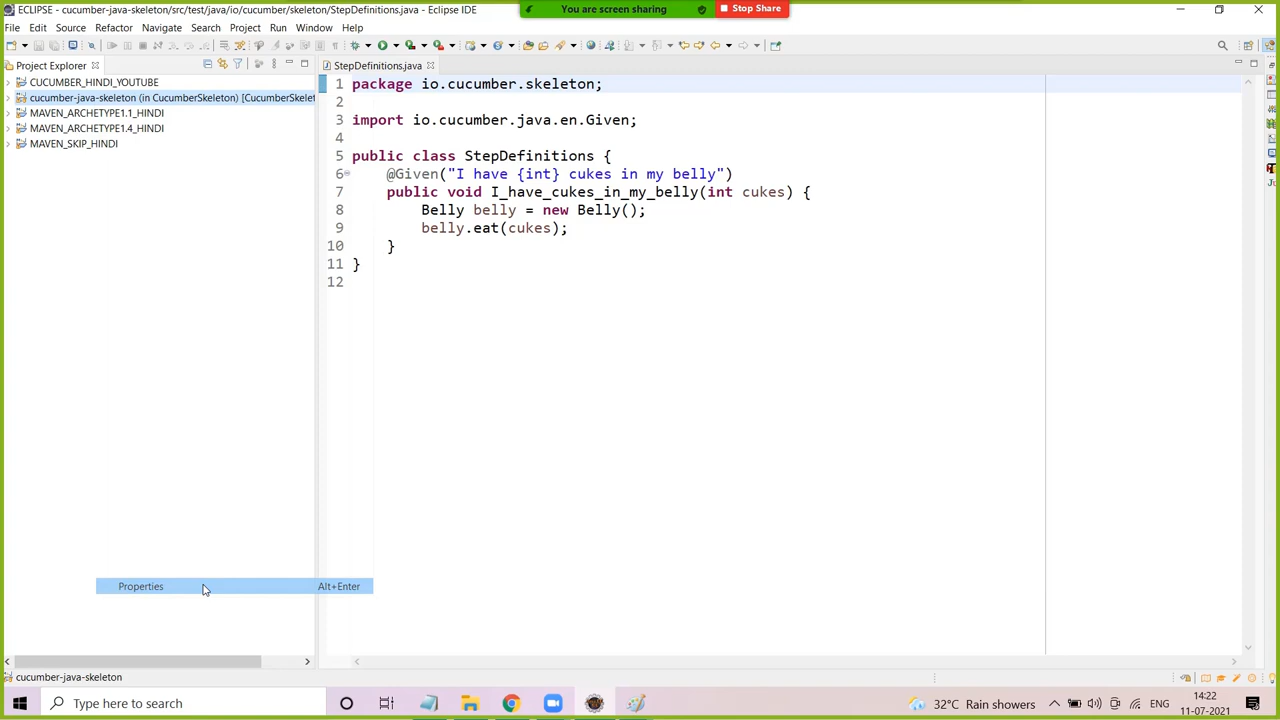 ECLIPSE - cucumber-java-skeleton/src/test/java/io/cucumber/skeleton/StepDefinitions.java - Eclipse IDE
You are screen sharing
Stop Share
File Edit Source Refactor Navigate Search Project Run Window Help
Project Explorer
StepDefinitions.java
CUCUMBER_HINDI_YOUTUBE
cucumber-java-skeleton (in CucumberSkeleton) [CucumberSkelet
MAVEN_ARCHETYPE1.1_HINDI
MAVEN_ARCHETYPE1.4_HINDI
MAVEN_SKIP_HINDI
1 package io.cucumber.skeleton;
2
3 import io.cucumber.java.en.Given;
4
5 public class StepDefinitions {
6 @Given("I have {int} cukes in my belly")
7 public void I_have_cukes_in_my_belly(int cukes) {
8 Belly belly = new Belly();
9 belly.eat(cukes);
10 }
11 }
12
Properties Alt+Enter
cucumber-java-skeleton
Type here to search
32°C Rain showers
ENG
14:22
11-07-2021